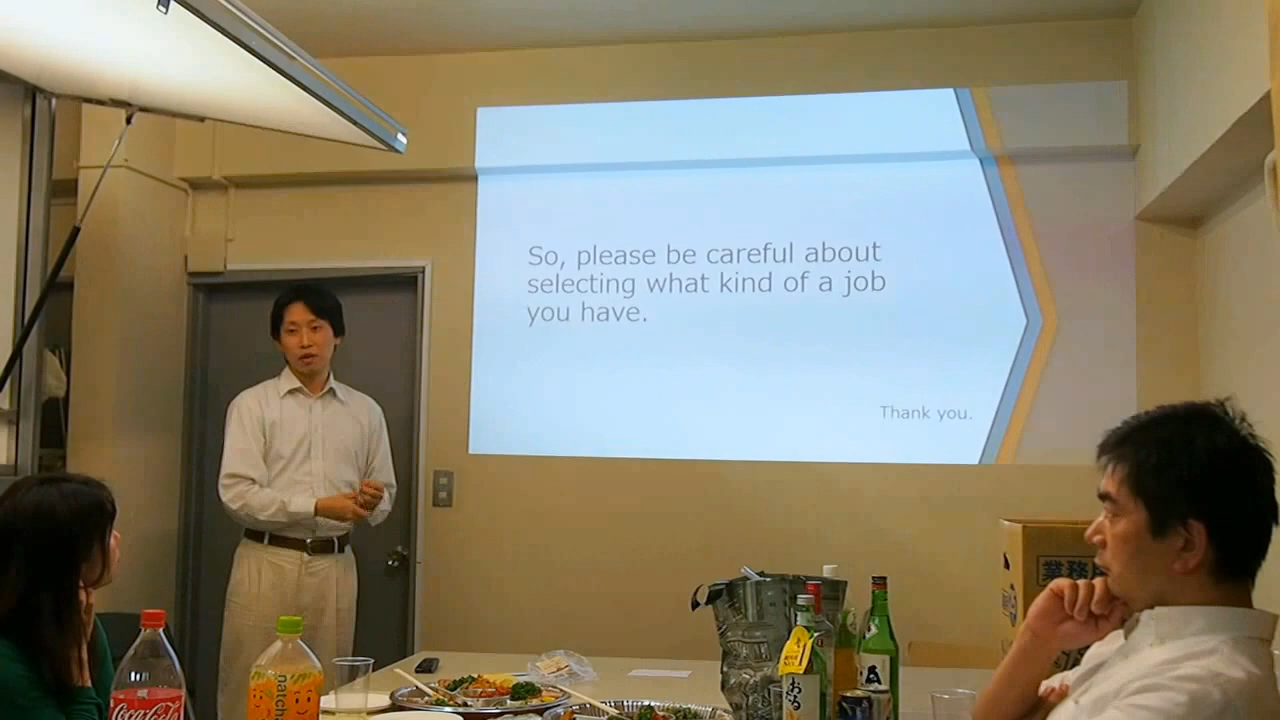 So, please be careful about
selecting what kind of a job
you have.
Thank you.
業務用
Coca-Cola
natcha